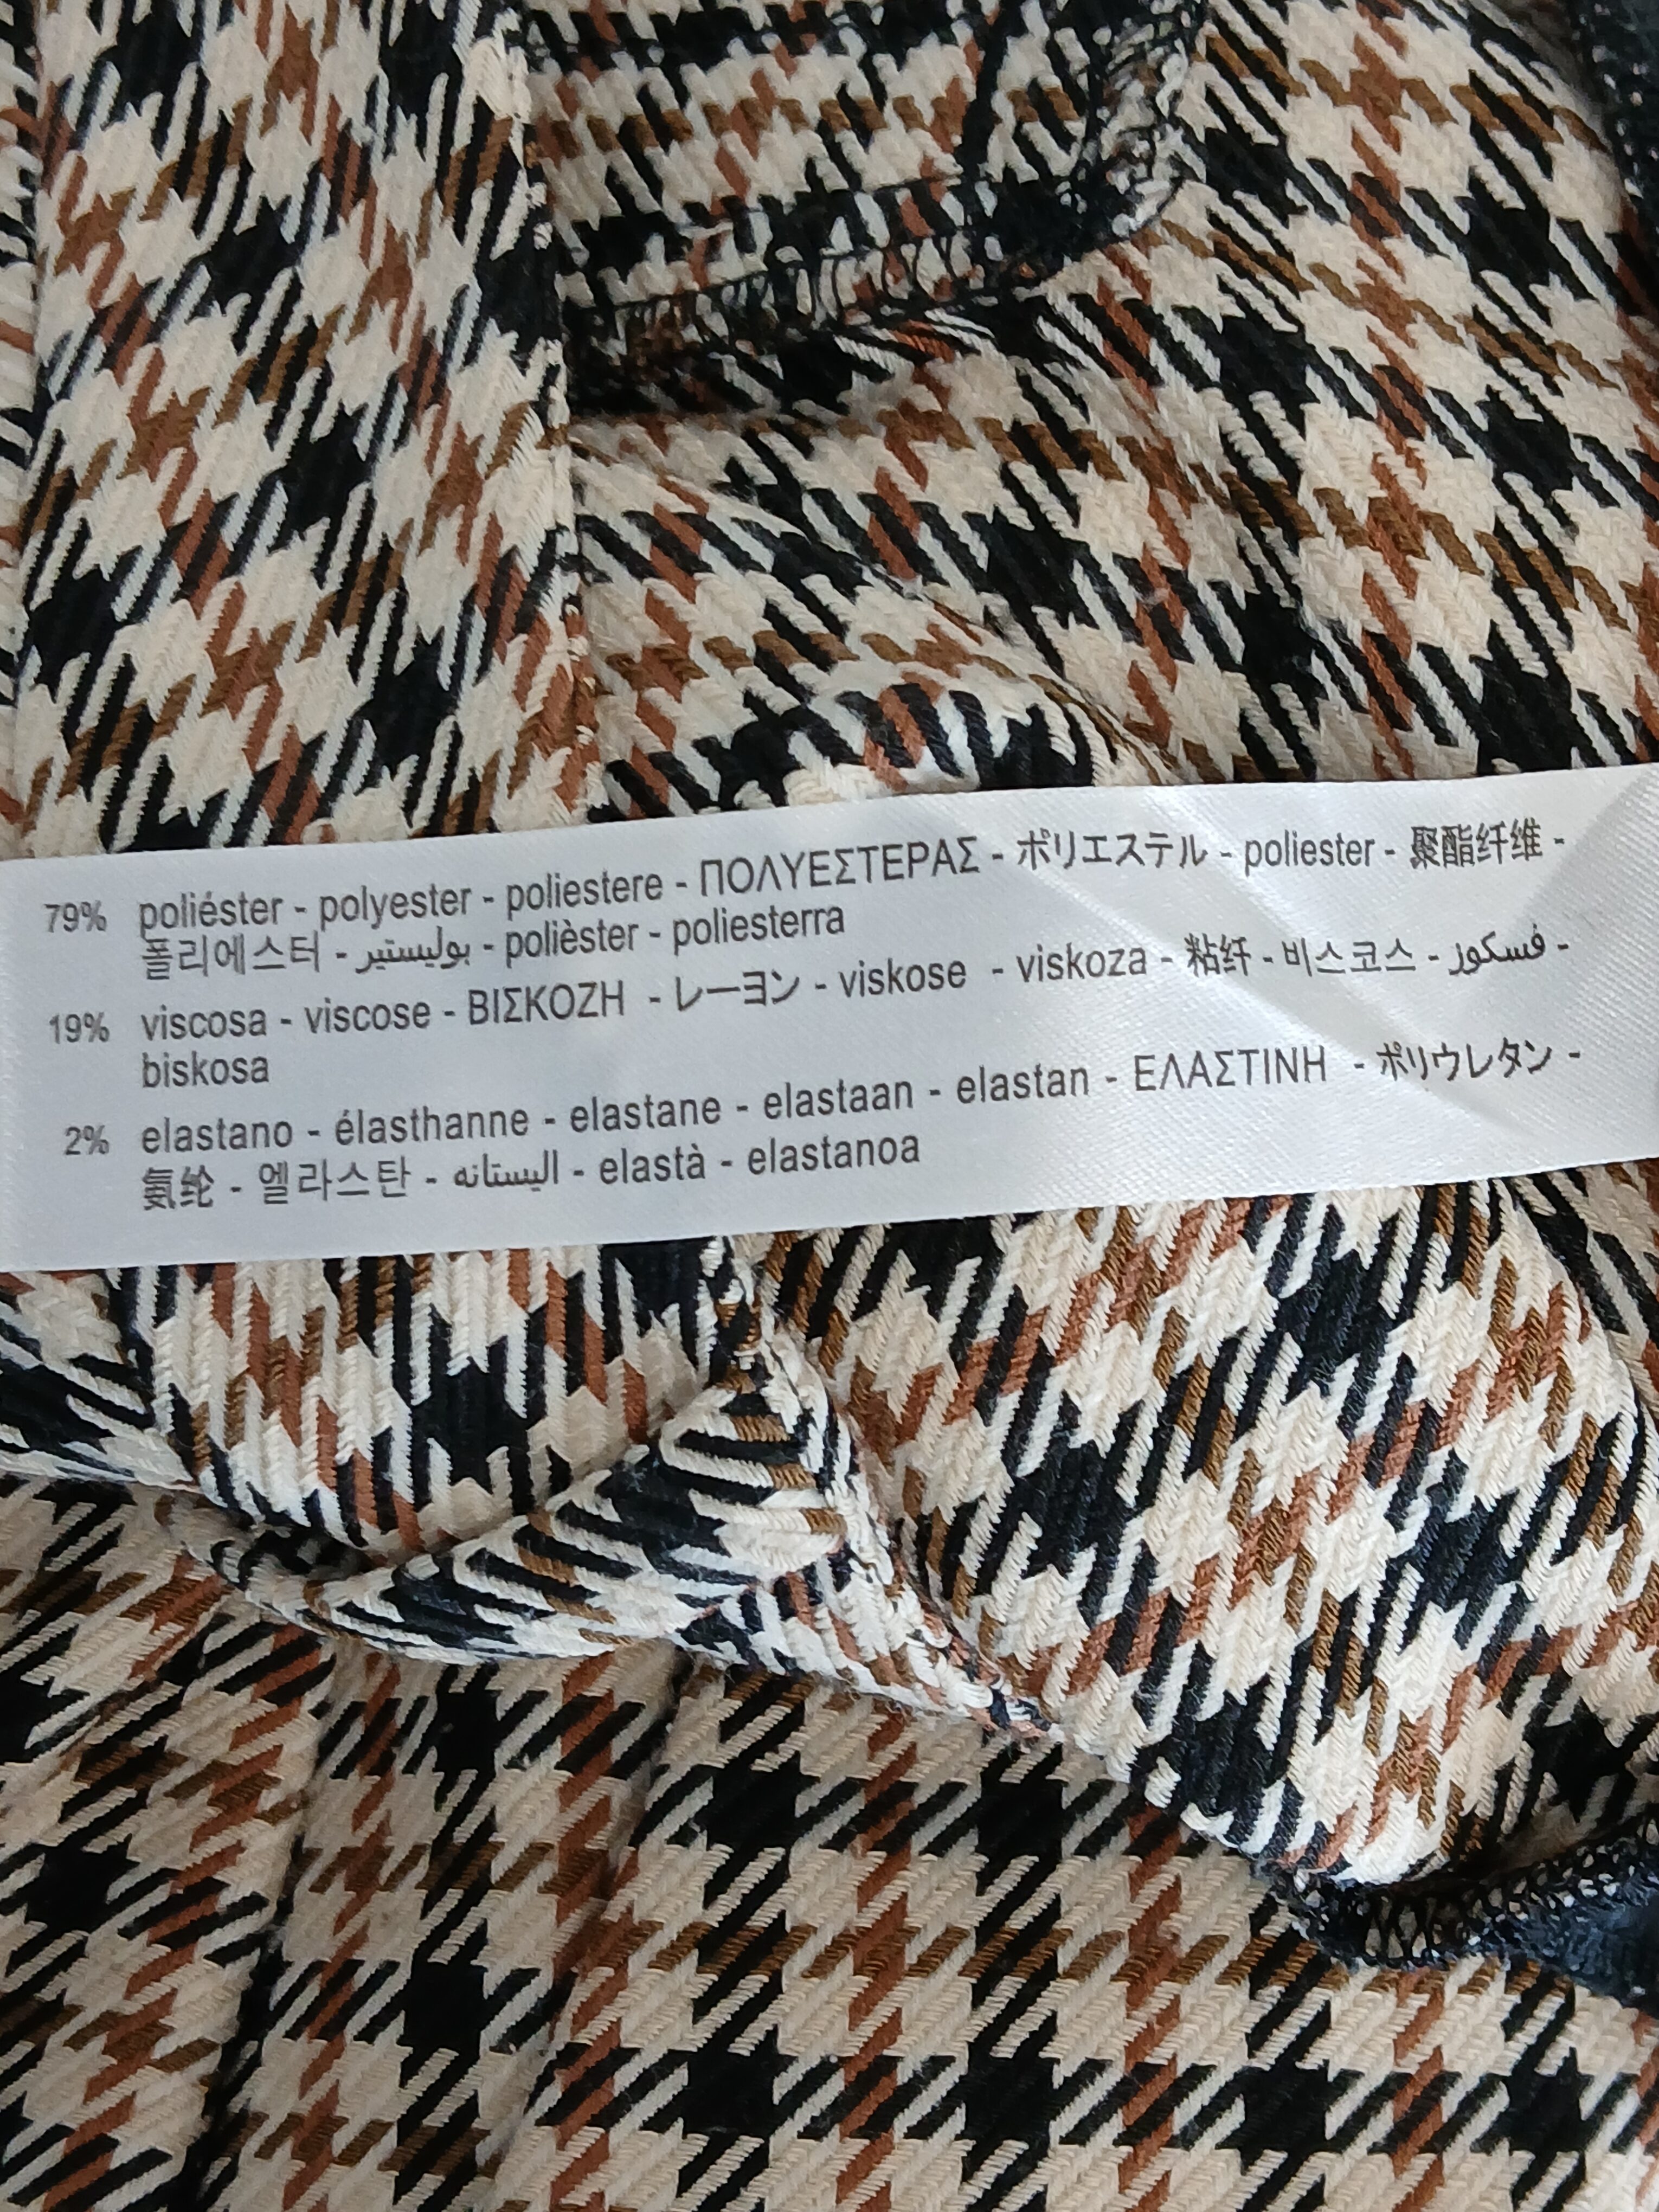 79% poliéster - polyester - poliestere - ΠΟΛΥΕΣΤΕΡΑΣ - ポリエステル - poliester - 聚酯纤维 -
폴리에스터 - بوليستير - polièster - poliesterra
19% viscosa - viscose - ΒΙΣΚΟΖΗ - レーヨン - viskose - viskoza - 粘纤 - 비스코스 - فسكوز -
biskosa
2% elastano - élasthanne - elastane - elastaan - elastan - ΕΛΑΣΤΙΝΗ - ポリウレタン -
氨纶 - 엘라스탄 - اليستانه - elastà - elastanoa